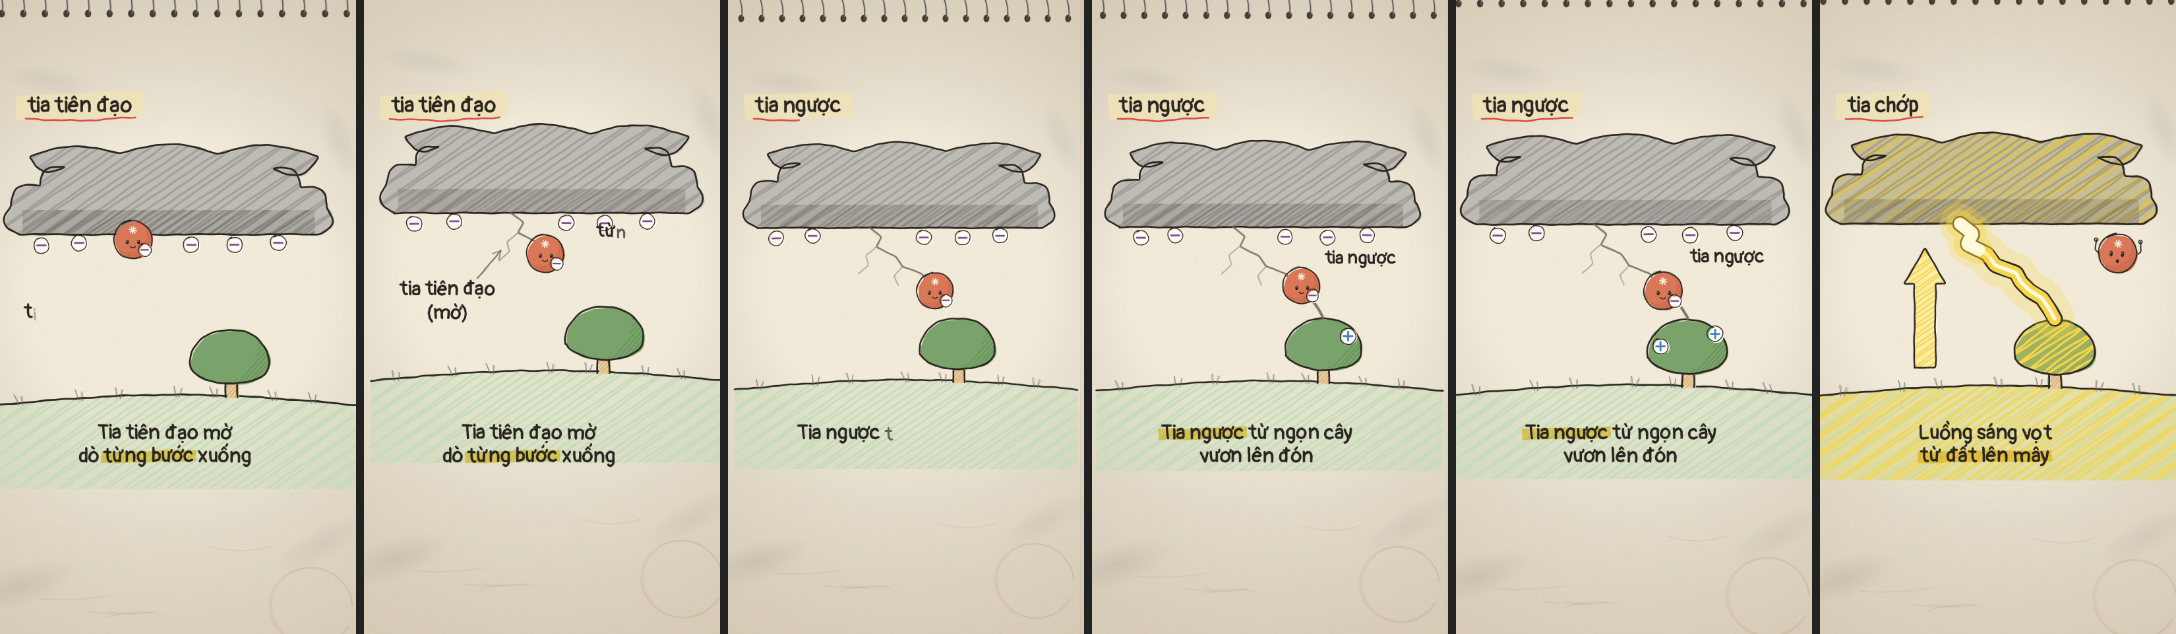 tia tiên đạo
t
Tia tiên đạo mờ
dò từng bước xuống
tia tiên đạo
từn
tia tiên đạo
(mờ)
Tia tiên đạo mờ
dò từng bước xuống
tia ngược
Tia ngược t
tia ngược
tia ngược
Tia ngược từ ngọn cây
vươn lên đón
tia ngược
tia ngược
Tia ngược từ ngọn cây
vươn lên đón
tia chớp
Luồng sáng vọt
từ đất lên mây